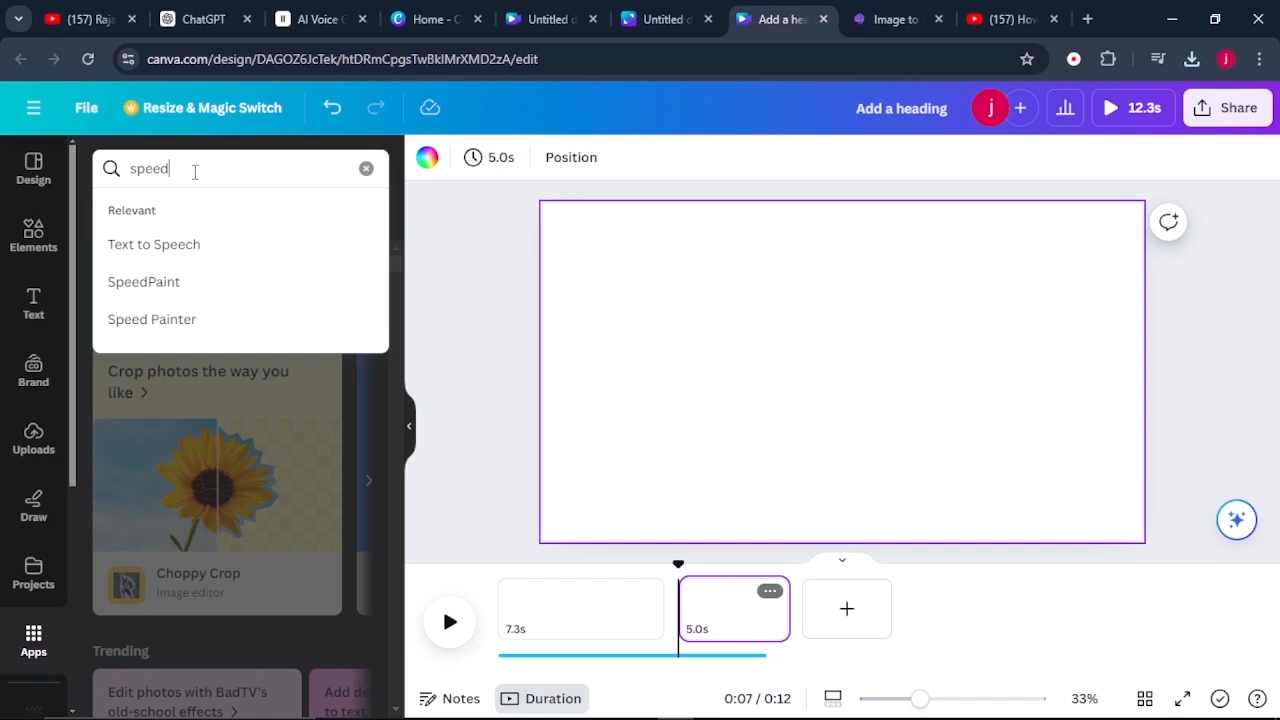 (157) Raja
ChatGPT
AI Voice G
Home - C
Untitled d
Untitled d
Add a hea
Image to
(157) How
canva.com/design/DAGOZ6JcTek/htDRmCpgsTwBklMrXMD2zA/edit
j
File
Resize & Magic Switch
Add a heading
j
12.3s
Share
Design
Elements
Text
Brand
Uploads
Draw
Projects
Apps
speed
Relevant
Text to Speech
SpeedPaint
Speed Painter
Crop photos the way you
like
Choppy Crop
Image editor
Trending
Edit photos with BadTV's
old-school effects
Add de
to text
5.0s
Position
7.3s
5.0s
Notes
Duration
0:07 / 0:12
33%